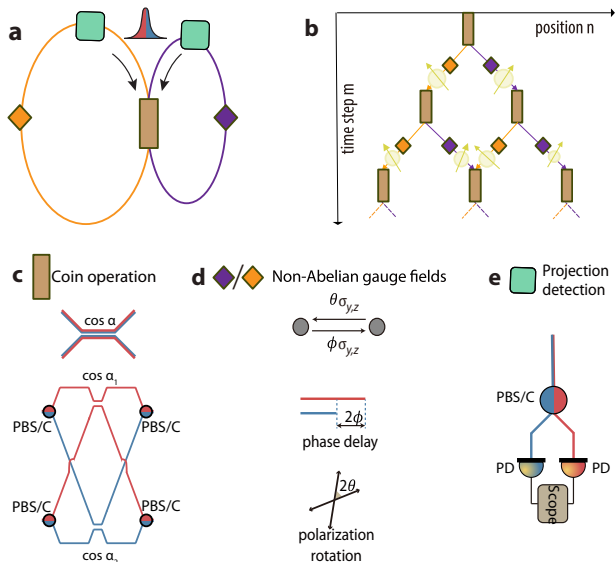 a
b
position n
time step m
c
Coin operation
cos α
cos α₁
PBS/C
PBS/C
PBS/C
PBS/C
cos α₂
d
/
Non-Abelian gauge fields
θσy,z
ϕσy,z
2ϕ
phase delay
2θ
polarization
rotation
e
Projection
detection
PBS/C
PD
PD
Scope